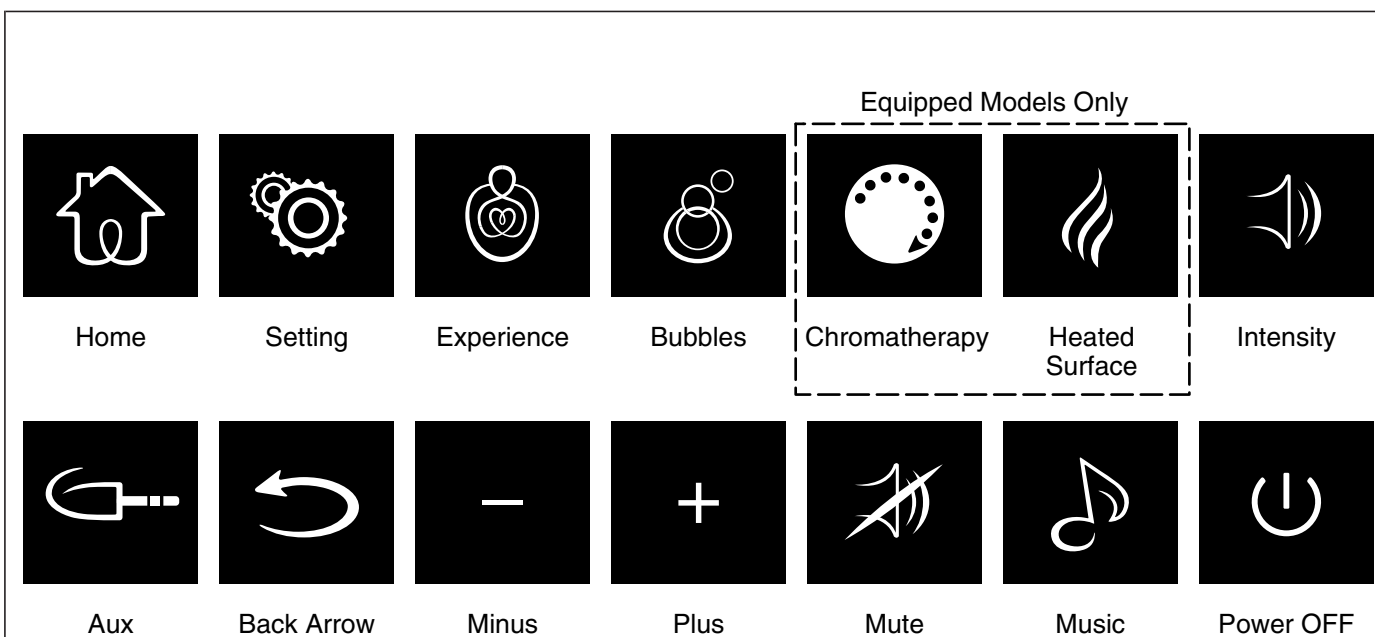 Equipped Models Only
Home
Setting
Experience
Bubbles
Chromatherapy
Heated
Surface
Intensity
Aux
Back Arrow
Minus
Plus
Mute
Music
Power OFF